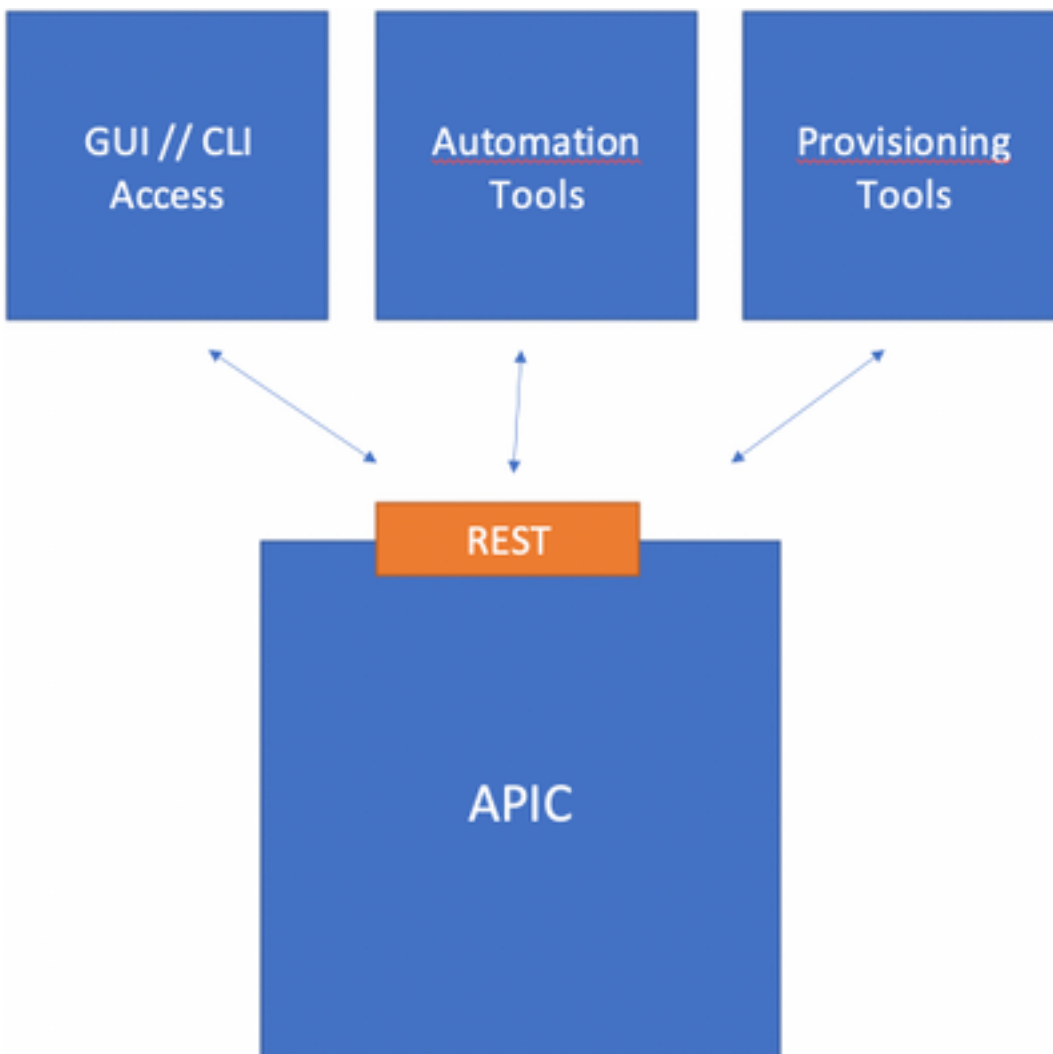 GUI // CLI
Access
Automation
Tools
Provisioning
Tools
REST
APIC